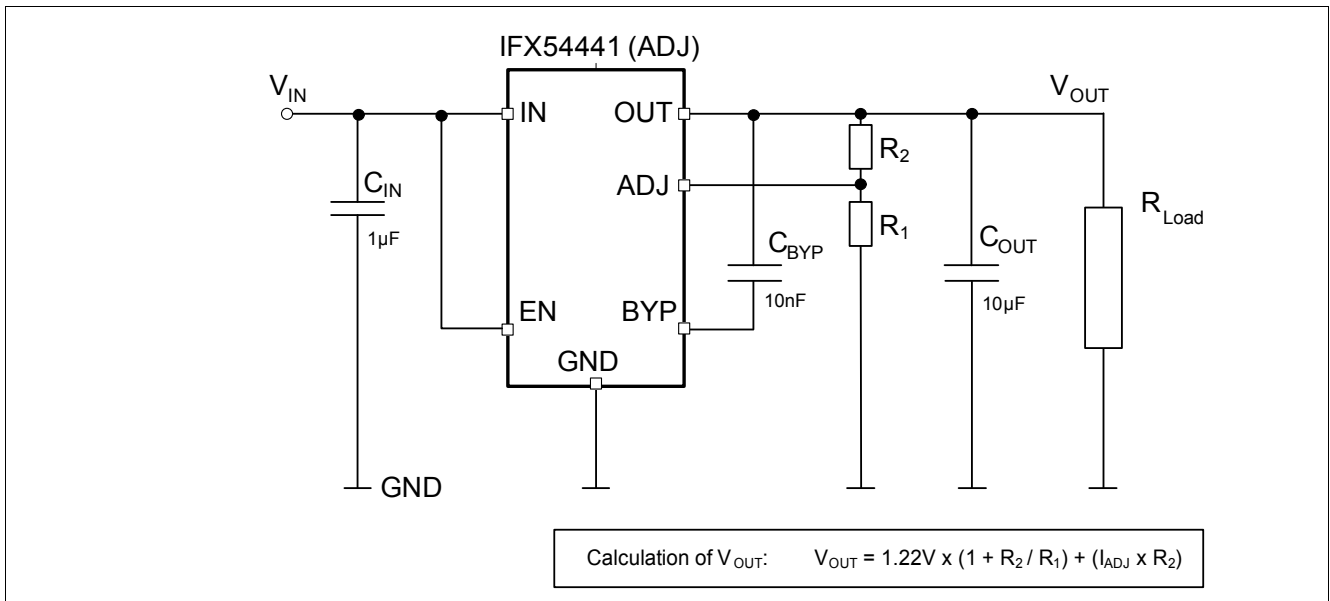 IFX54441 (ADJ)
VIN
VOUT
IN
OUT
R2
CIN
ADJ
RLoad
1µF
R1
CBYP
COUT
10nF
10µF
EN
BYP
GND
GND
Calculation of VOUT: VOUT = 1.22V x (1 + R2 / R1) + (IADJ x R2)